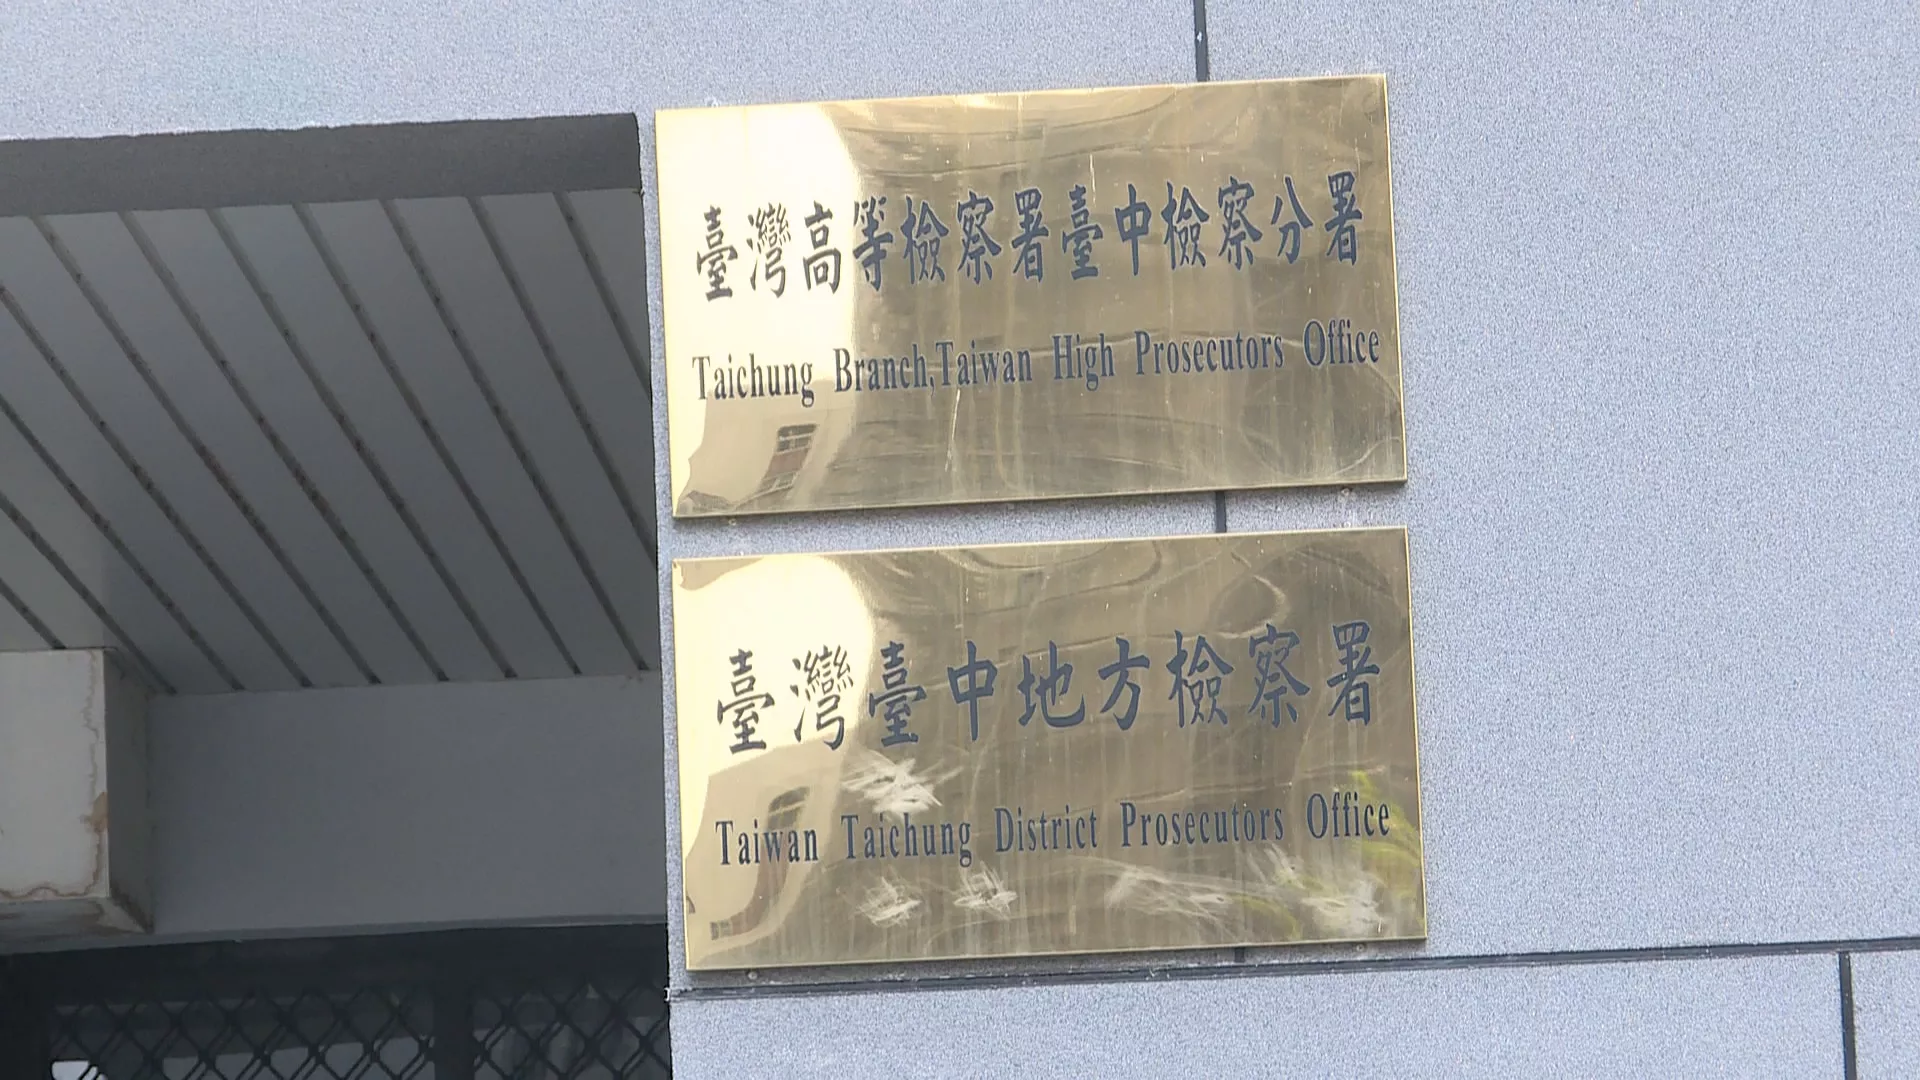 臺灣高等檢察署臺中檢察分署
Taichung Branch,Taiwan High Prosecutors Office
臺灣臺中地方檢察署
Taiwan Taichung District Prosecutors Office